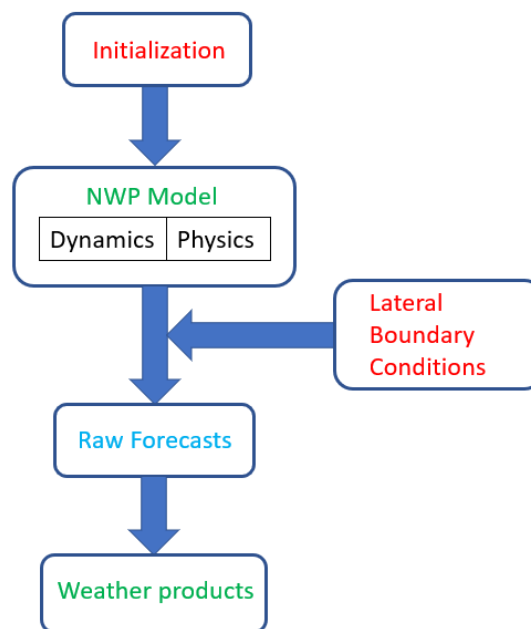 Initialization
NWP Model
Dynamics Physics
Lateral
Boundary
Conditions
Raw Forecasts
Weather products